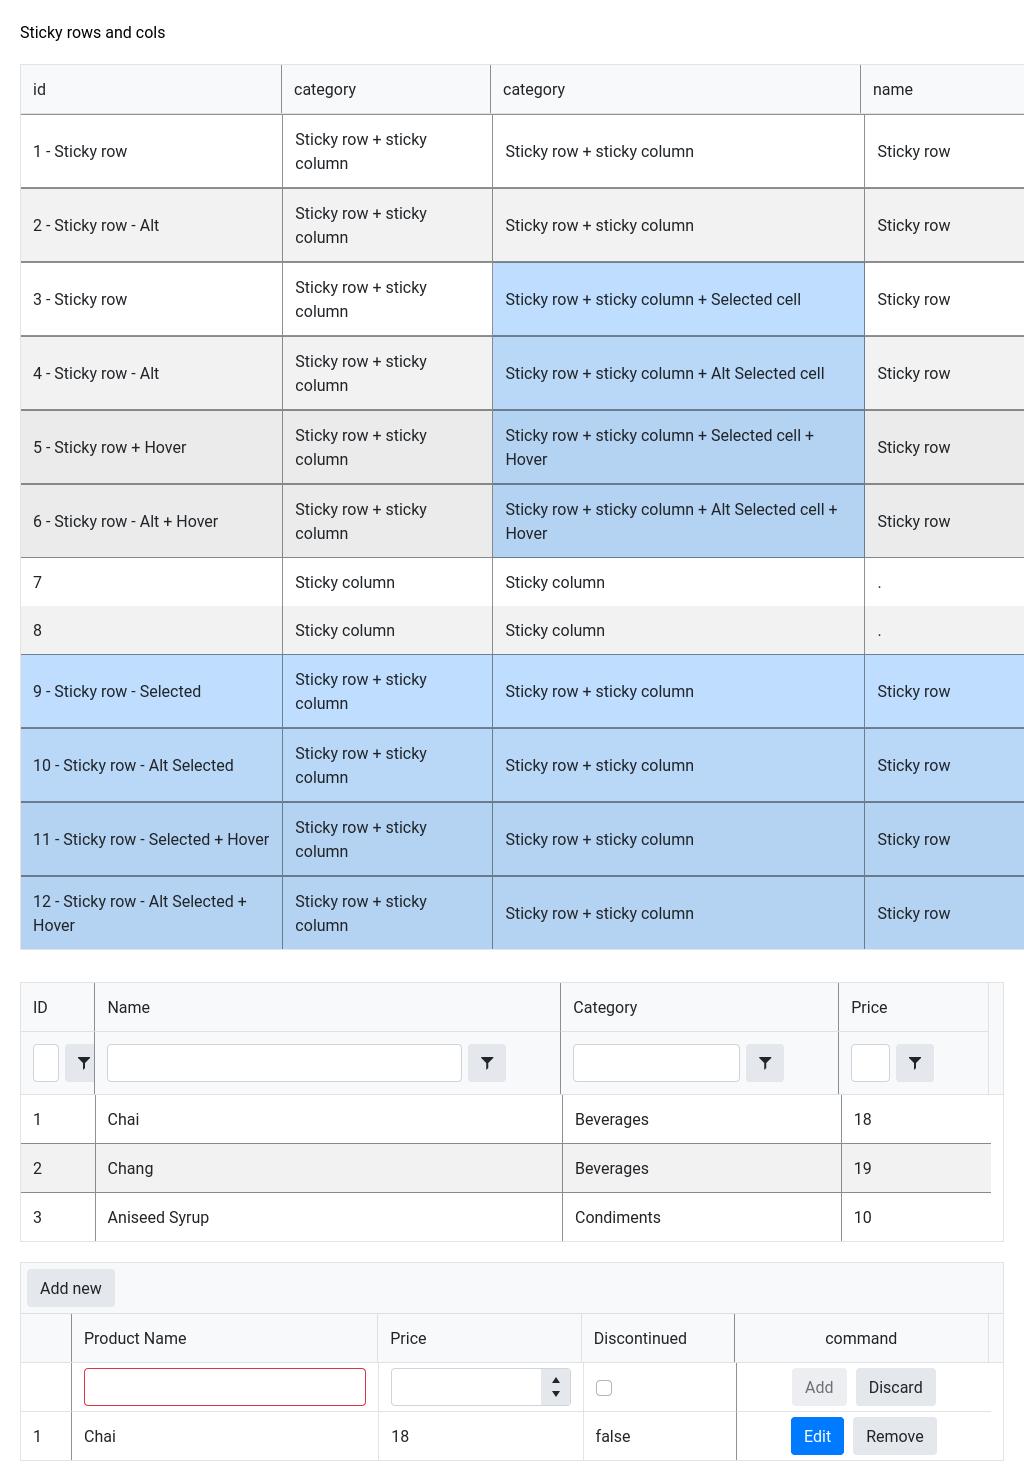 Sticky rows and cols
id category category name
1 - Sticky row Sticky row + sticky column Sticky row + sticky column Sticky row
2 - Sticky row - Alt Sticky row + sticky column Sticky row + sticky column Sticky row
3 - Sticky row Sticky row + sticky column Sticky row + sticky column + Selected cell Sticky row
4 - Sticky row - Alt Sticky row + sticky column Sticky row + sticky column + Alt Selected cell Sticky row
5 - Sticky row + Hover Sticky row + sticky column Sticky row + sticky column + Selected cell + Hover Sticky row
6 - Sticky row - Alt + Hover Sticky row + sticky column Sticky row + sticky column + Alt Selected cell + Hover Sticky row
7 Sticky column Sticky column .
8 Sticky column Sticky column .
9 - Sticky row - Selected Sticky row + sticky column Sticky row + sticky column Sticky row
10 - Sticky row - Alt Selected Sticky row + sticky column Sticky row + sticky column Sticky row
11 - Sticky row - Selected + Hover Sticky row + sticky column Sticky row + sticky column Sticky row
12 - Sticky row - Alt Selected + Hover Sticky row + sticky column Sticky row + sticky column Sticky row
ID Name Category Price
1 Chai Beverages 18
2 Chang Beverages 19
3 Aniseed Syrup Condiments 10
Add new
Product Name Price Discontinued command
Add Discard
1 Chai 18 false Edit Remove